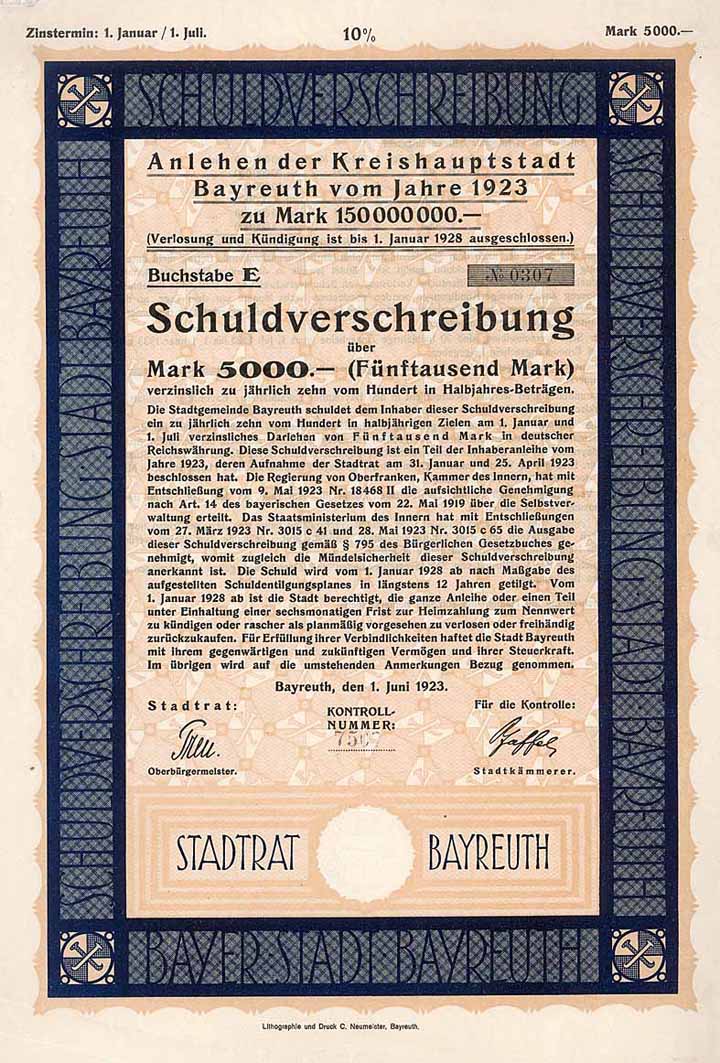 Zinstermin: 1. Januar / 1. Juli.
10%
Mark 5000.—
SCHULDVERSCHREIBUNG
SCHULDVERSCHREIBUNG·STADT BAYREUTH
SCHULDVERSCHREIBUNG·STADT BAYREUTH
Anlehen der Kreishauptstadt
Bayreuth vom Jahre 1923
zu Mark 150000000.—
(Verlosung und Kündigung ist bis 1. Januar 1928 ausgeschlossen.)
Buchstabe E
№ 0307
Schuldverschreibung
über
Mark 5000.— (Fünftausend Mark)
verzinslich zu jährlich zehn vom Hundert in Halbjahres-Beträgen.
Die Stadtgemeinde Bayreuth schuldet dem Inhaber dieser Schuldverschreibung
ein zu jährlich zehn vom Hundert in halbjährigen Zielen am 1. Januar und
1. Juli verzinsliches Darlehen von Fünftausend Mark in deutscher
Reichswährung. Diese Schuldverschreibung ist ein Teil der Inhaberanleihe vom
Jahre 1923, deren Aufnahme der Stadtrat am 31. Januar und 25. April 1923
beschlossen hat. Die Regierung von Oberfranken, Kammer des Innern, hat mit
Entschließung vom 9. Mai 1923 Nr. 18468 II die aufsichtliche Genehmigung
nach Art. 14 des bayerischen Gesetzes vom 22. Mai 1919 über die Selbstver-
waltung erteilt. Das Staatsministerium des Innern hat mit Entschließungen
vom 27. März 1923 Nr. 3015 c 41 und 28. Mai 1923 Nr. 3015 c 65 die Ausgabe
dieser Schuldverschreibung gemäß § 795 des Bürgerlichen Gesetzbuches ge-
nehmigt, womit zugleich die Mündelsicherheit dieser Schuldverschreibung
anerkannt ist. Die Schuld wird vom 1. Januar 1928 ab nach Maßgabe des
aufgestellten Schuldentilgungsplanes in längstens 12 Jahren getilgt. Vom
1. Januar 1928 ab ist die Stadt berechtigt, die ganze Anleihe oder einen Teil
unter Einhaltung einer sechsmonatigen Frist zur Heimzahlung zum Nennwert
zu kündigen oder rascher als planmäßig vorgesehen zu verlosen oder freihändig
zurückzukaufen. Für Erfüllung ihrer Verbindlichkeiten haftet die Stadt Bayreuth
mit ihrem gegenwärtigen und zukünftigen Vermögen und ihrer Steuerkraft.
Im übrigen wird auf die umstehenden Anmerkungen Bezug genommen.
Bayreuth, den 1. Juni 1923.
Stadtrat:
KONTROLL-
NUMMER:
Für die Kontrolle:
Oberbürgermeister.
Stadtkämmerer.
STADTRAT BAYREUTH
BAYER STADT BAYREUTH
Lithographie und Druck C. Neumeister, Bayreuth.